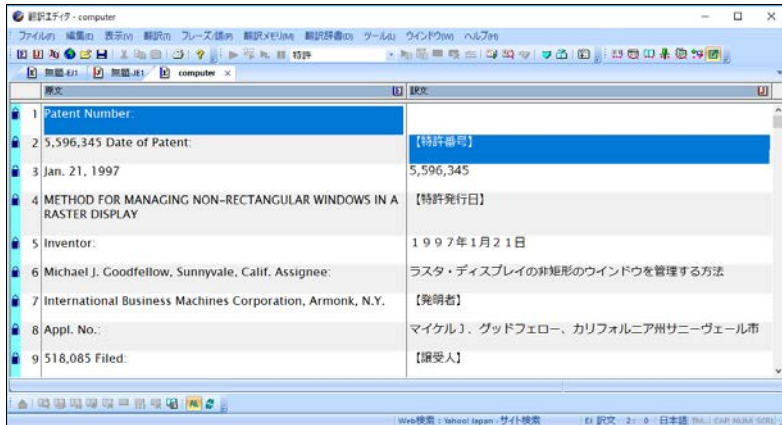 翻訳エディタ - computer
ファイル(F) 編集(E) 表示(V) 翻訳(T) フレーズ/語(P) 翻訳メモリ(M) 翻訳辞書(D) ツール(L) ウインドウ(W) ヘルプ(H)
特許
無題-EJ1 無題-JE1 computer ×
原文 訳文
1 Patent Number:
2 5,596,345 Date of Patent: 【特許番号】
3 Jan. 21, 1997 5,596,345
4 METHOD FOR MANAGING NON-RECTANGULAR WINDOWS IN A 【特許発行日】
RASTER DISPLAY
5 Inventor: 1997年1月21日
6 Michael J. Goodfellow, Sunnyvale, Calif. Assignee: ラスタ・ディスプレイの非矩形のウインドウを管理する方法
7 International Business Machines Corporation, Armonk, N.Y. 【発明者】
8 Appl. No.: マイケルJ. グッドフェロー、カリフォルニア州サニーヴェール市
9 518,085 Filed: 【譲受人】
Web検索 : Yahoo! Japan - サイト検索 EJ 訳文 2: 0 日本語 CAP NUM SCRL